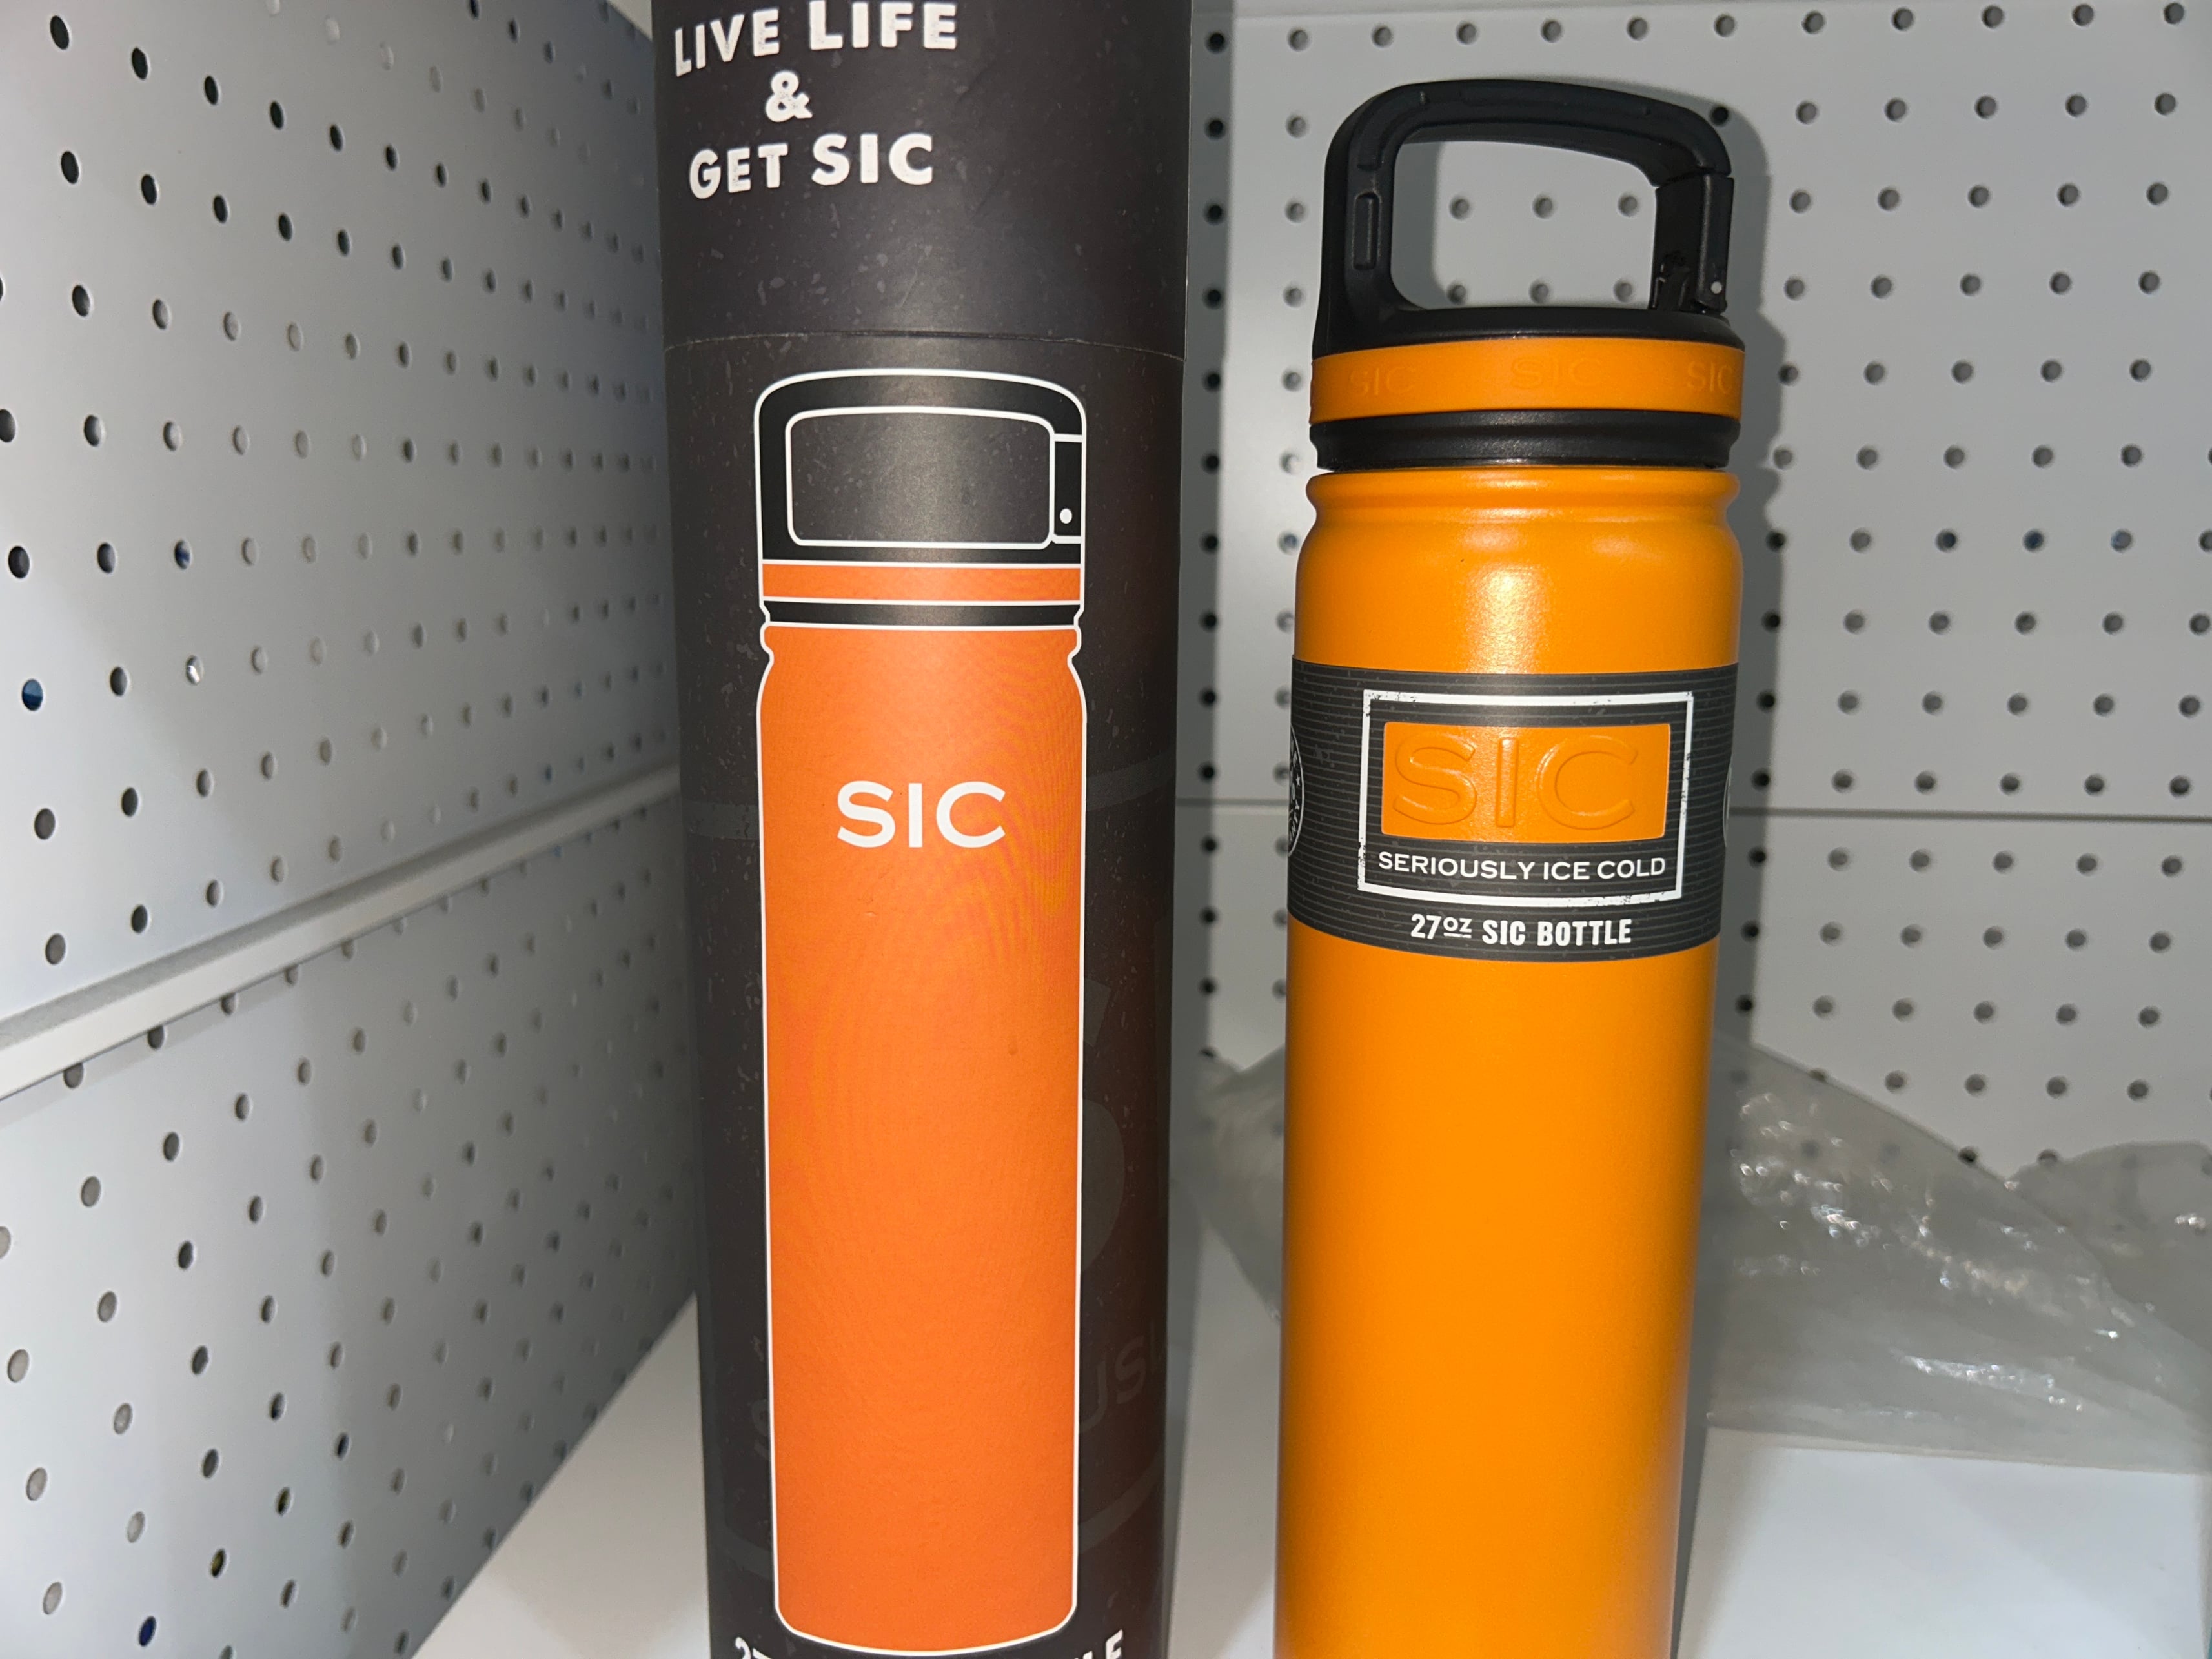 LIVE LIFE
&
GET SIC
SIC
SIC SIC SIC
SIC
SERIOUSLY ICE COLD
27oz SIC BOTTLE